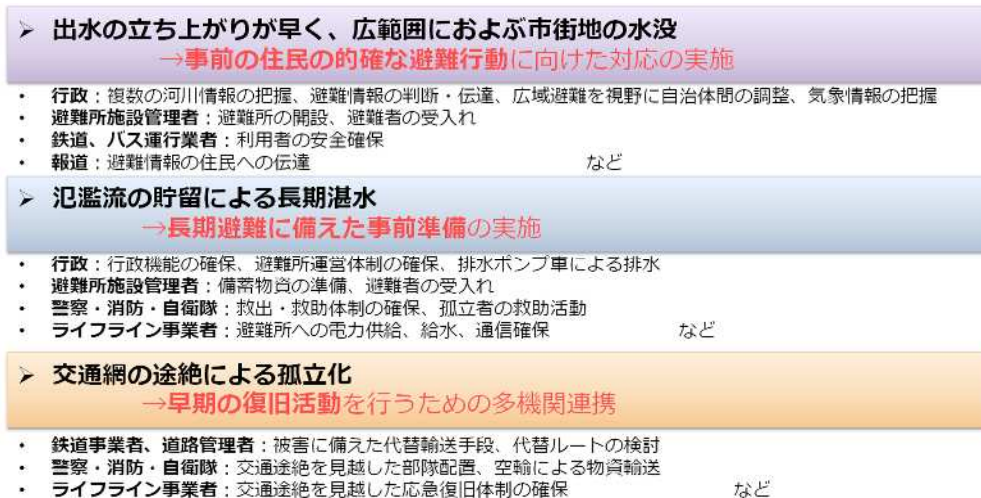 ➢ 出水の立ち上がりが早く、広範囲におよぶ市街地の水没
→事前の住民の的確な避難行動に向けた対応の実施
・ 行政：複数の河川情報の把握、避難情報の判断・伝達、広域避難を視野に自治体間の調整、気象情報の把握
・ 避難所施設管理者：避難所の開設、避難者の受入れ
・ 鉄道、バス運行業者：利用者の安全確保
・ 報道：避難情報の住民への伝達 など
➢ 氾濫流の貯留による長期湛水
→長期避難に備えた事前準備の実施
・ 行政：行政機能の確保、避難所運営体制の確保、排水ポンプ車による排水
・ 避難所施設管理者：備蓄物資の準備、避難者の受入れ
・ 警察・消防・自衛隊：救出・救助体制の確保、孤立者の救助活動
・ ライフライン事業者：避難所への電力供給、給水、通信確保 など
➢ 交通網の途絶による孤立化
→早期の復旧活動を行うための多機関連携
・ 鉄道事業者、道路管理者：被害に備えた代替輸送手段、代替ルートの検討
・ 警察・消防・自衛隊：交通途絶を見越した部隊配置、空輸による物資輸送
・ ライフライン事業者：交通途絶を見越した応急復旧体制の確保 など